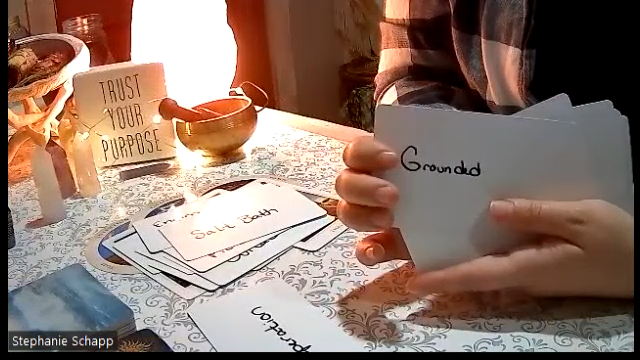 TRUST
YOUR
PURPOSE
Grounded
Salt Bath
Stephanie Schapp